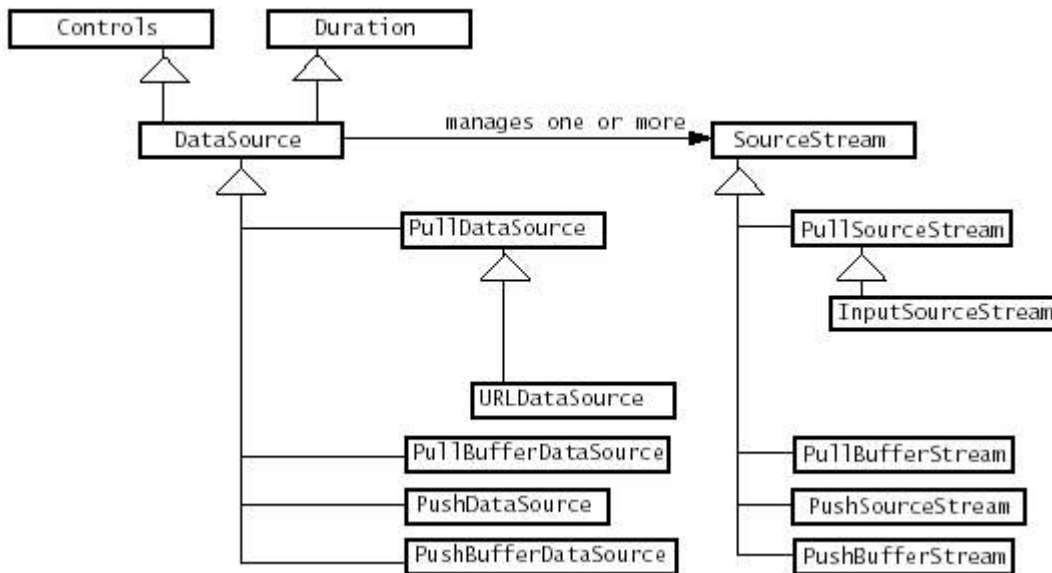 Controls
Duration
DataSource
manages one or more
SourceStream
PullDataSource
PullSourceStream
InputSourceStream
URLDataSource
PullBufferDataSource
PullBufferStream
PushDataSource
PushSourceStream
PushBufferDataSource
PushBufferStream